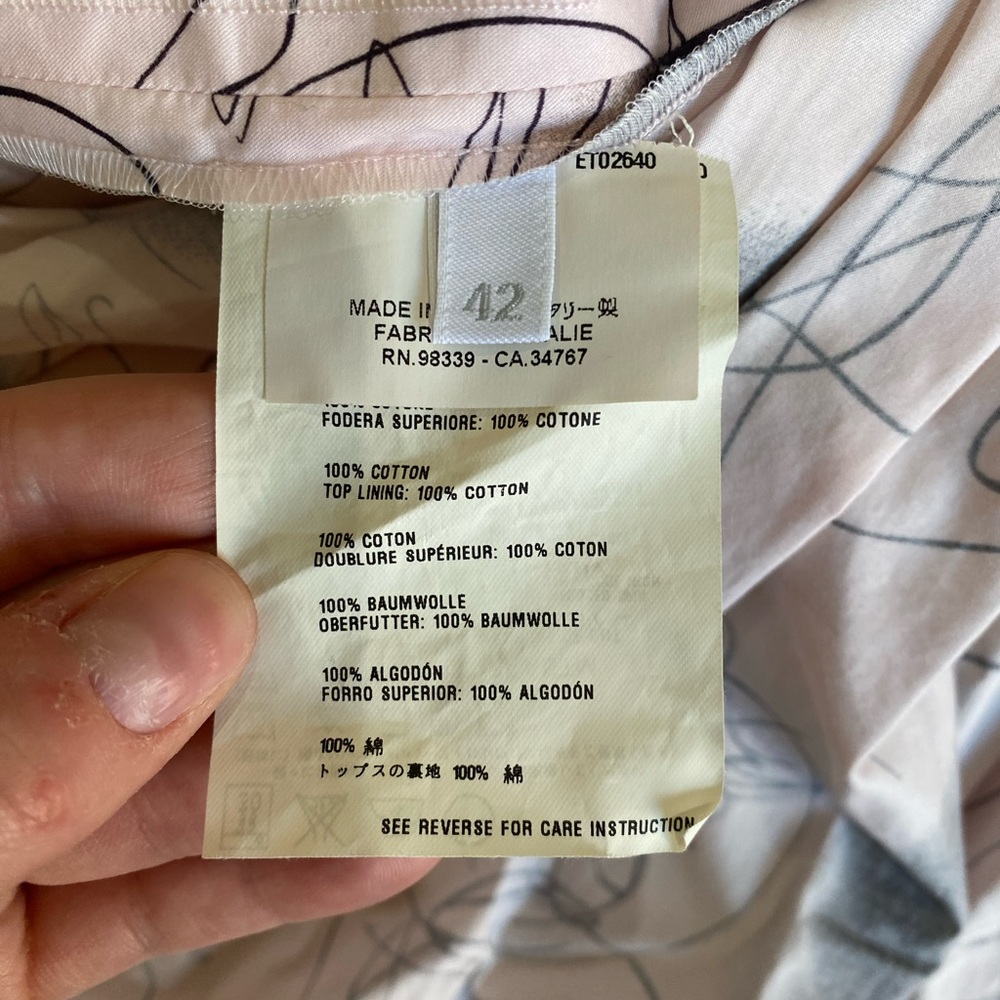 ET02640
42
MADE IN タリー製
FABR ALIE
RN.98339 - CA.34767
FODERA SUPERIORE: 100% COTONE
100% COTTON
TOP LINING: 100% COTTON
100% COTON
DOUBLURE SUPÉRIEUR: 100% COTON
100% BAUMWOLLE
OBERFUTTER: 100% BAUMWOLLE
100% ALGODÓN
FORRO SUPERIOR: 100% ALGODÓN
100% 綿
トップスの裏地 100% 綿
SEE REVERSE FOR CARE INSTRUCTION